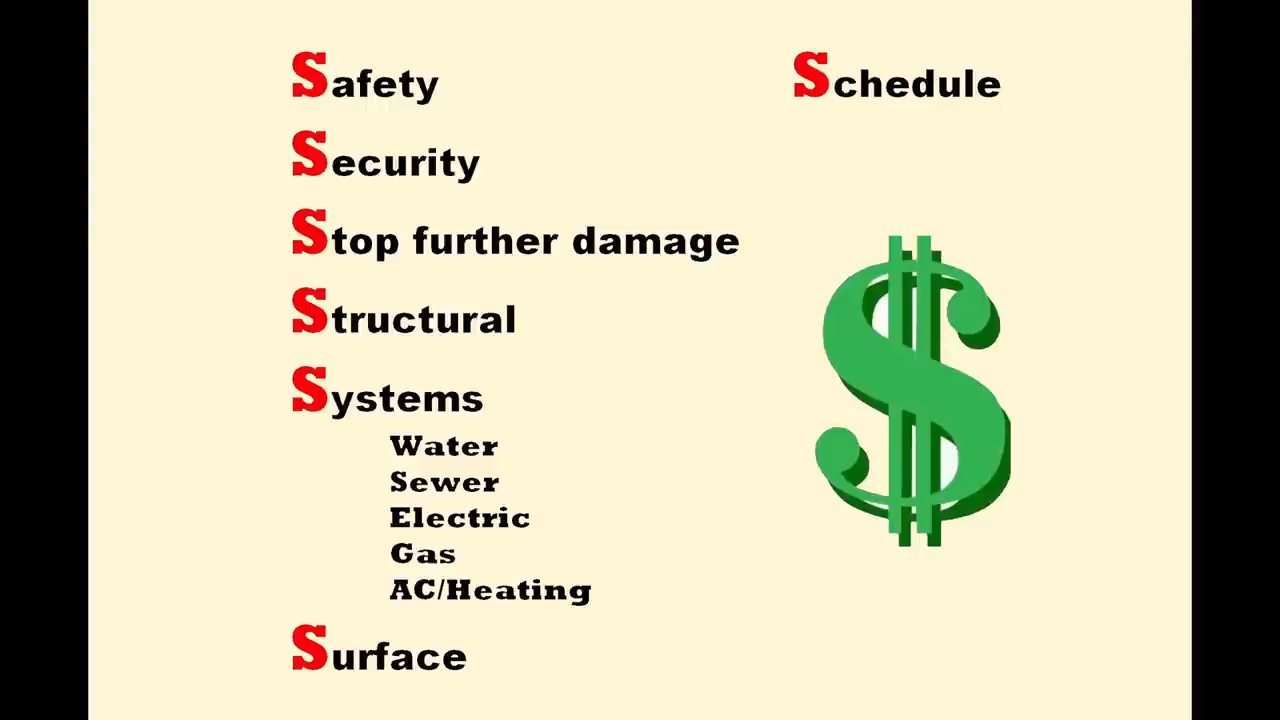 Safety
Security
Stop further damage
Structural
Systems
Water
Sewer
Electric
Gas
AC/Heating
Surface
Schedule
$